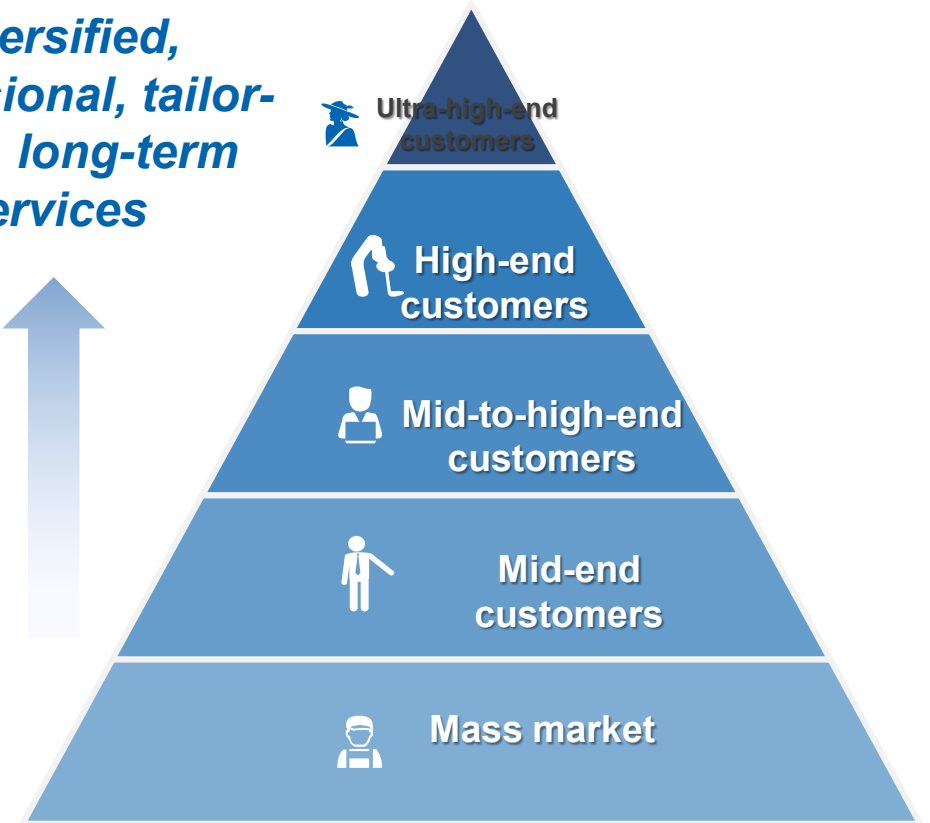 ersified,
sional, tailor-
long-term
ervices
Ultra-high-end
customers
High-end
customers
Mid-to-high-end
customers
Mid-end
customers
Mass market